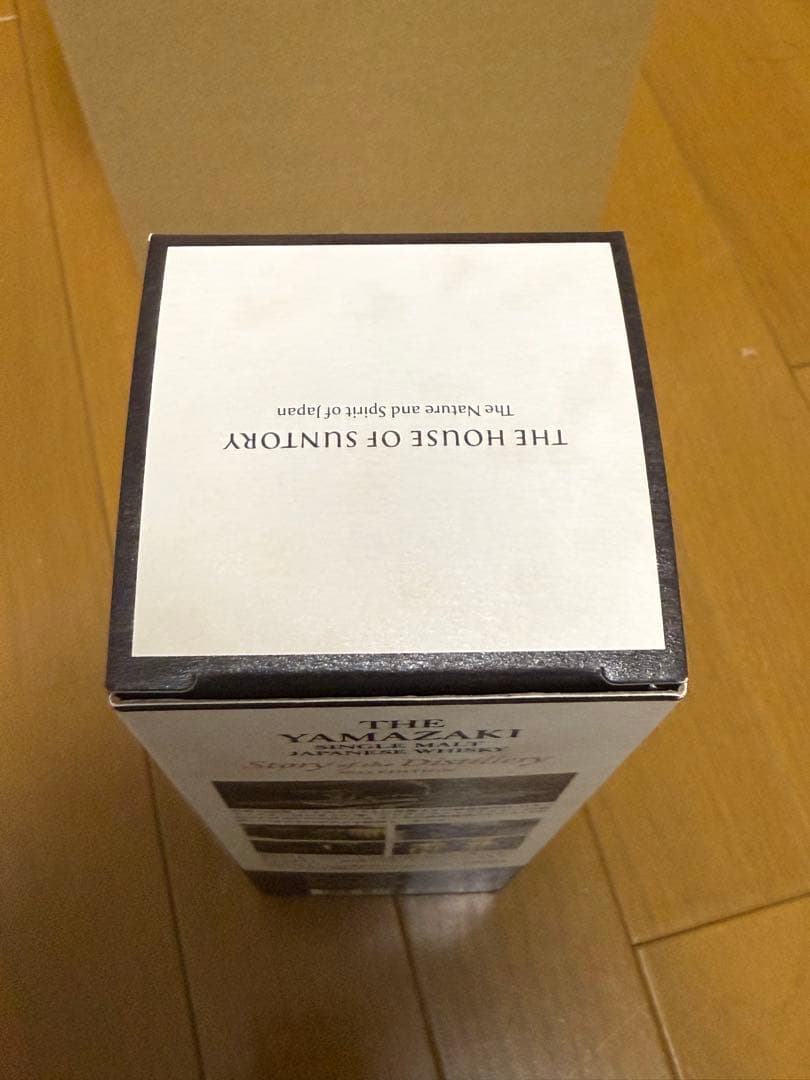 THE HOUSE OF SUNTORY
The Nature and Spirit of Japan
THE
YAMAZAKI
SINGLE MALT
JAPANESE WHISKY
Story of the Distillery
EDITION